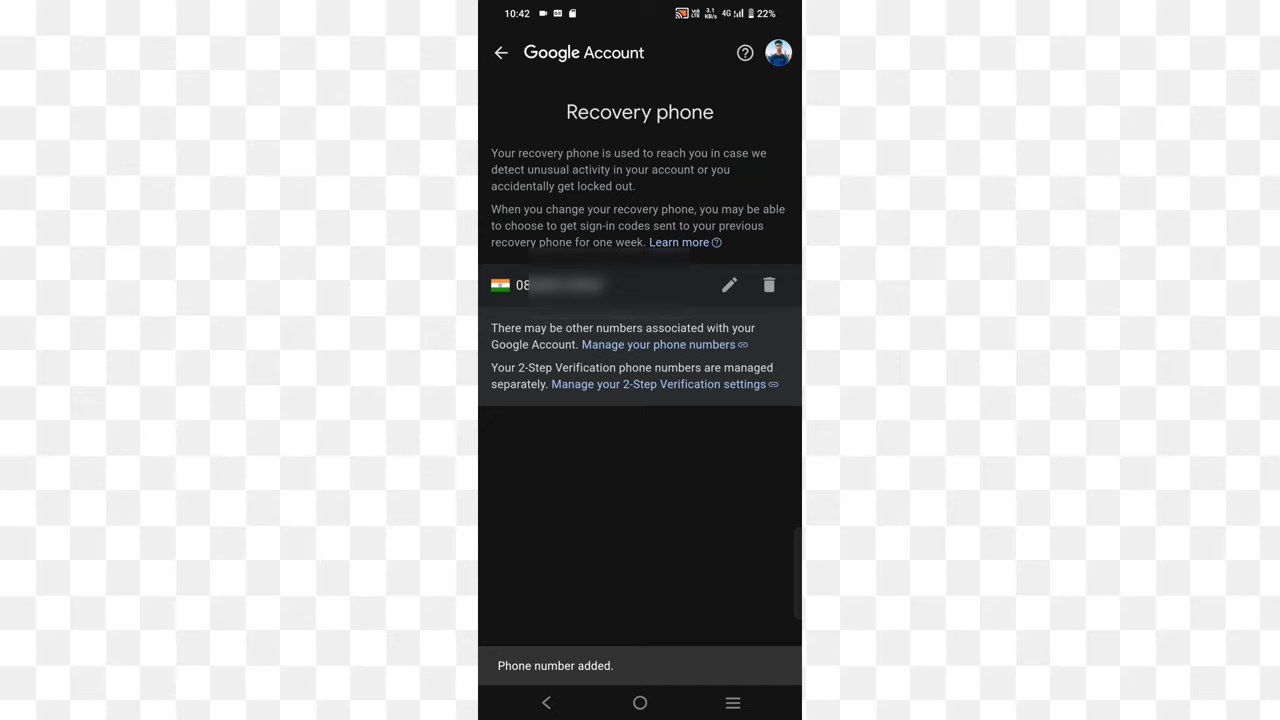 10:42
3.1 KB/s 4G 22%
Google Account
Recovery phone
Your recovery phone is used to reach you in case we
detect unusual activity in your account or you
accidentally get locked out.
When you change your recovery phone, you may be able
to choose to get sign-in codes sent to your previous
recovery phone for one week. Learn more
08
There may be other numbers associated with your
Google Account. Manage your phone numbers
Your 2-Step Verification phone numbers are managed
separately. Manage your 2-Step Verification settings
Phone number added.